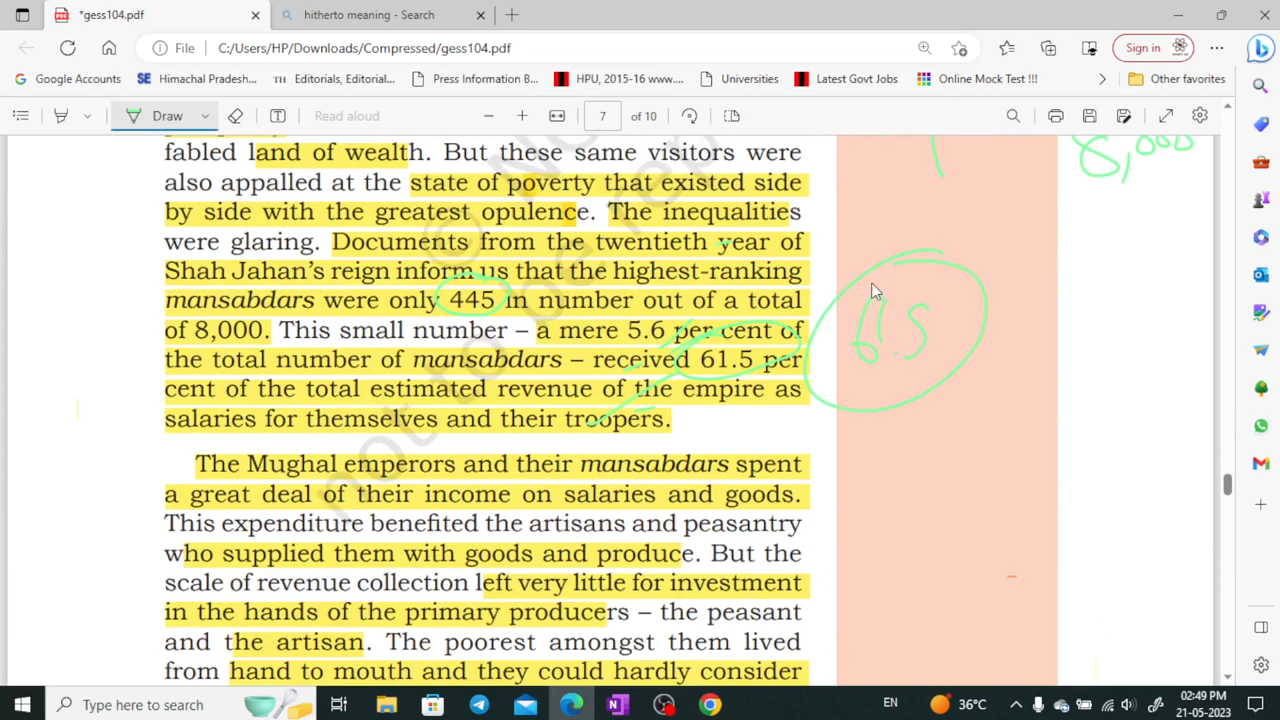 *gess104.pdf
hitherto meaning - Search
File
C:/Users/HP/Downloads/Compressed/gess104.pdf
Sign in
Google Accounts
SE Himachal Pradesh...
TH Editorials, Editorial...
Press Information B...
HPU, 2015-16 www....
Universities
Latest Govt Jobs
Online Mock Test !!!
Other favorites
Draw
Read aloud
7 of 10
8,000
fabled land of wealth. But these same visitors were
also appalled at the state of poverty that existed side
by side with the greatest opulence. The inequalities
were glaring. Documents from the twentieth year of
Shah Jahan's reign inform us that the highest-ranking
mansabdars were only 445 in number out of a total
of 8,000. This small number – a mere 5.6 per cent of
the total number of mansabdars – received 61.5 per
cent of the total estimated revenue of the empire as
salaries for themselves and their troopers.
61.5
The Mughal emperors and their mansabdars spent
a great deal of their income on salaries and goods.
This expenditure benefited the artisans and peasantry
who supplied them with goods and produce. But the
scale of revenue collection left very little for investment
in the hands of the primary producers – the peasant
and the artisan. The poorest amongst them lived
from hand to mouth and they could hardly consider
not to be rep
Type here to search
EN
36°C
02:49 PM
21-05-2023